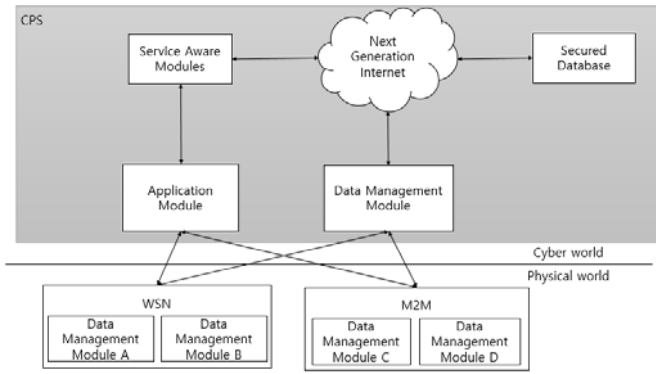 CPS
Service Aware
Modules
Next
Generation
Internet
Secured
Database
Application
Module
Data Management
Module
Cyber world
Physical world
WSN
Data
Management
Module A
Data
Management
Module B
M2M
Data
Management
Module C
Data
Management
Module D